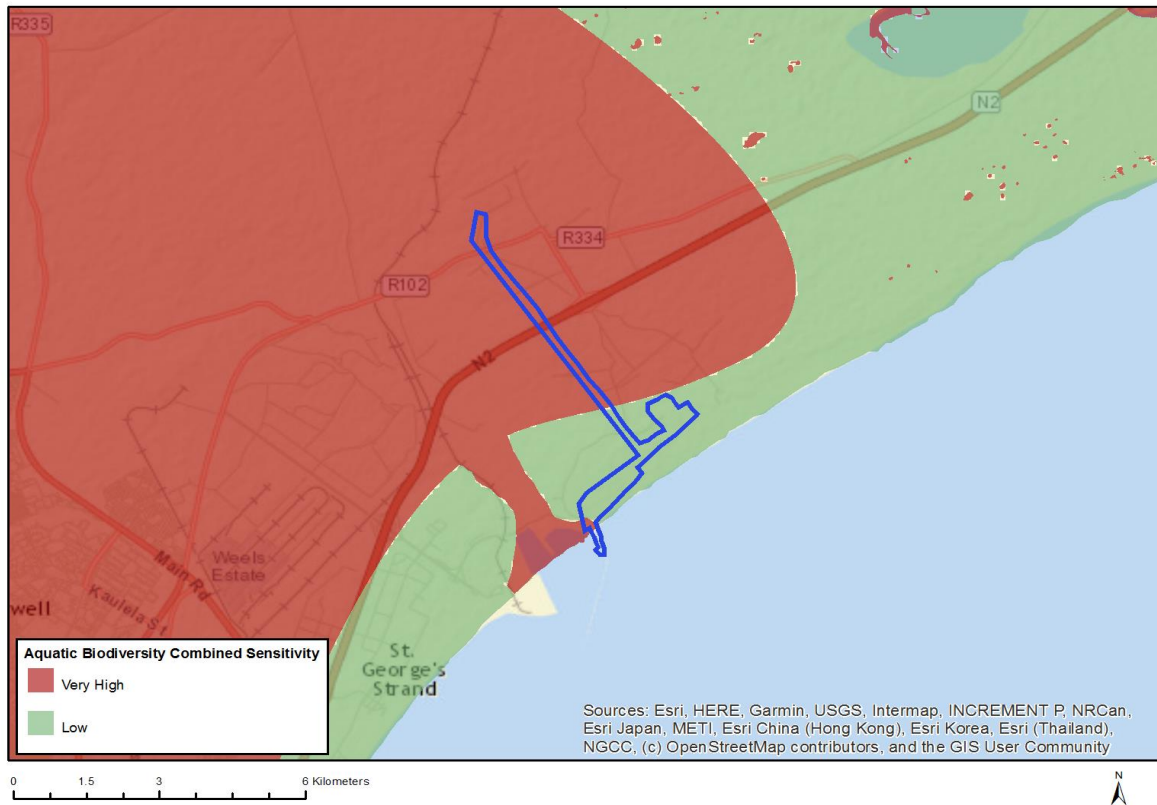 R335
N2
R334
R102
N2
Weels
Estate
Main Rd
Kaulela St
well
St.
George's
Strand
Aquatic Biodiversity Combined Sensitivity
Very High
Low
Sources: Esri, HERE, Garmin, USGS, Intermap, INCREMENT P, NRCan,
Esri Japan, METI, Esri China (Hong Kong), Esri Korea, Esri (Thailand),
NGCC, (c) OpenStreetMap contributors, and the GIS User Community
0 1.5 3 6 Kilometers
N